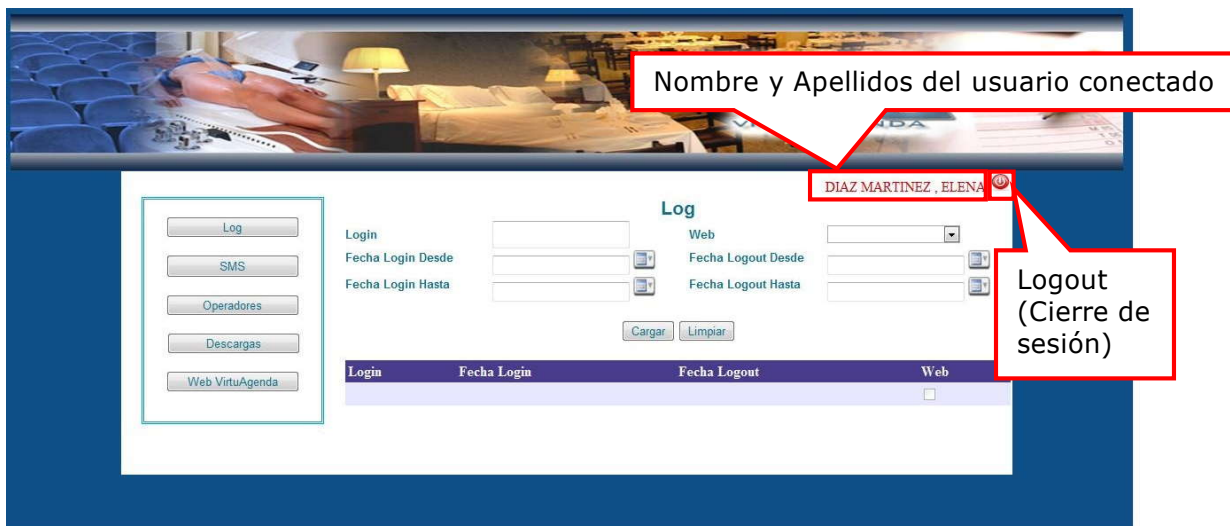 Nombre y Apellidos del usuario conectado
DIAZ MARTINEZ , ELENA
Log
Log
Login
Web
SMS
Fecha Login Desde
Fecha Logout Desde
Fecha Login Hasta
Fecha Logout Hasta
Logout
(Cierre de
sesión)
Operadores
Cargar
Limpiar
Descargas
Login Fecha Login Fecha Logout Web
Web VirtuAgenda